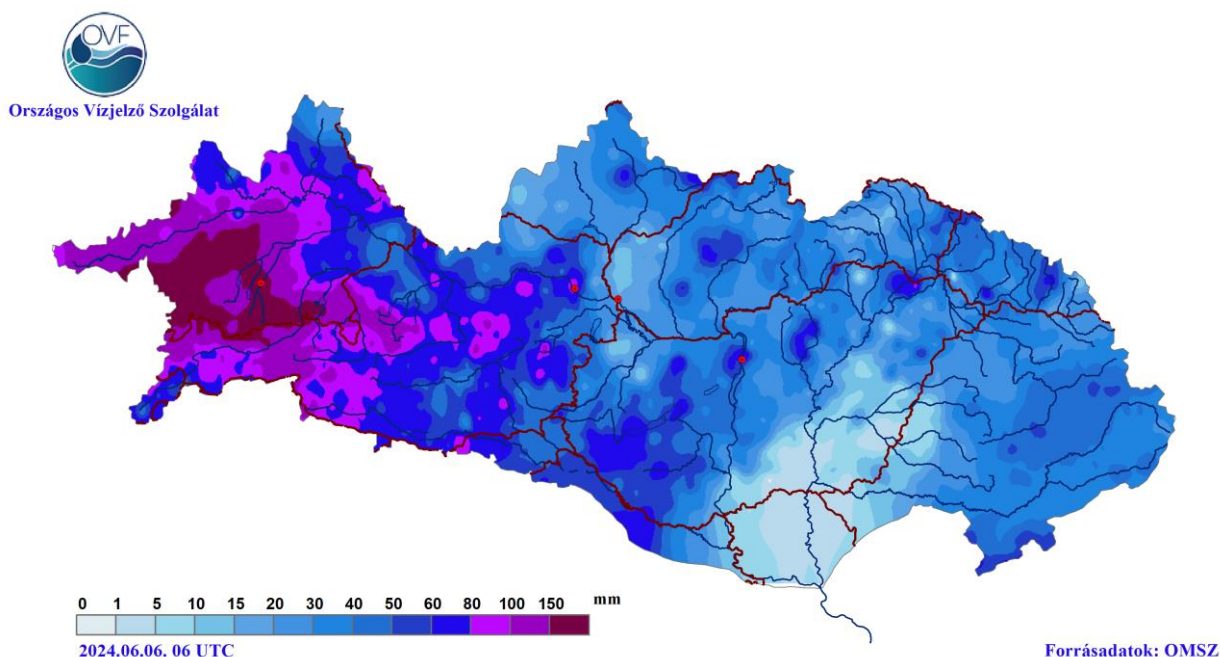 OVF
Országos Vízjelző Szolgálat
0 1 5 10 15 20 30 40 50 60 80 100 150 mm
2024.06.06. 06 UTC
Forrásadatok: OMSZ